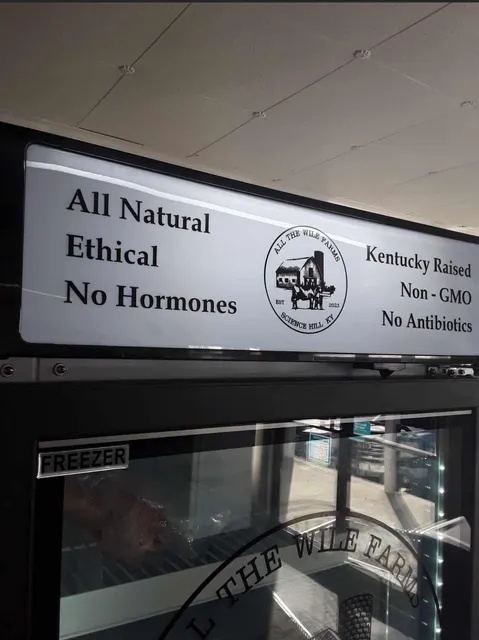 All Natural
Ethical
No Hormones
ALL THE WILE FARMS
EST 2023
SCIENCE HILL KY
Kentucky Raised
Non - GMO
No Antibiotics
FREEZER
L THE WILE FARMS